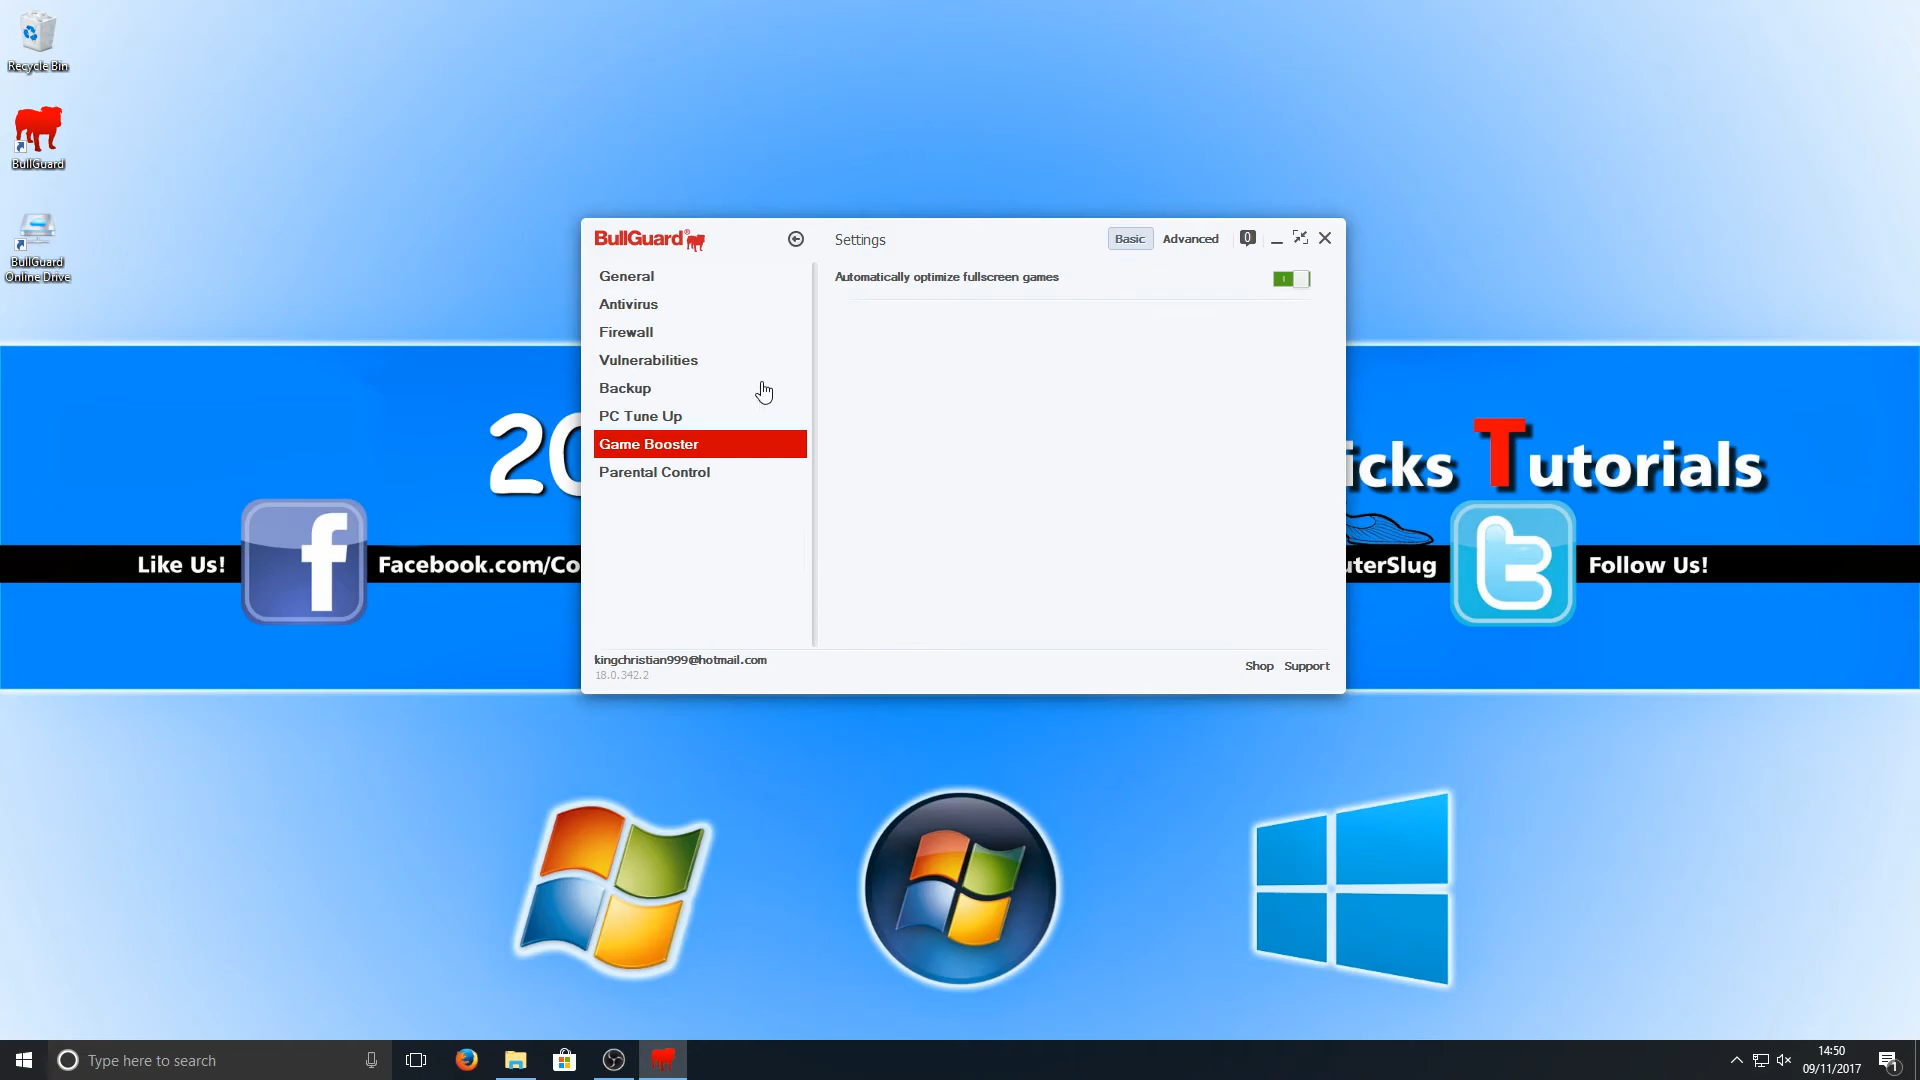 Recycle Bin
BullGuard
BullGuard
Online Drive
BullGuard®
Settings
Basic
Advanced
0
General
Antivirus
Firewall
Vulnerabilities
Backup
PC Tune Up
Game Booster
Parental Control
Automatically optimize fullscreen games
kingchristian999@hotmail.com
18.0.342.2
Shop
Support
20
icks Tutorials
Like Us!
f
Facebook.com/Co
uterSlug
Follow Us!
Type here to search
14:50
09/11/2017
1